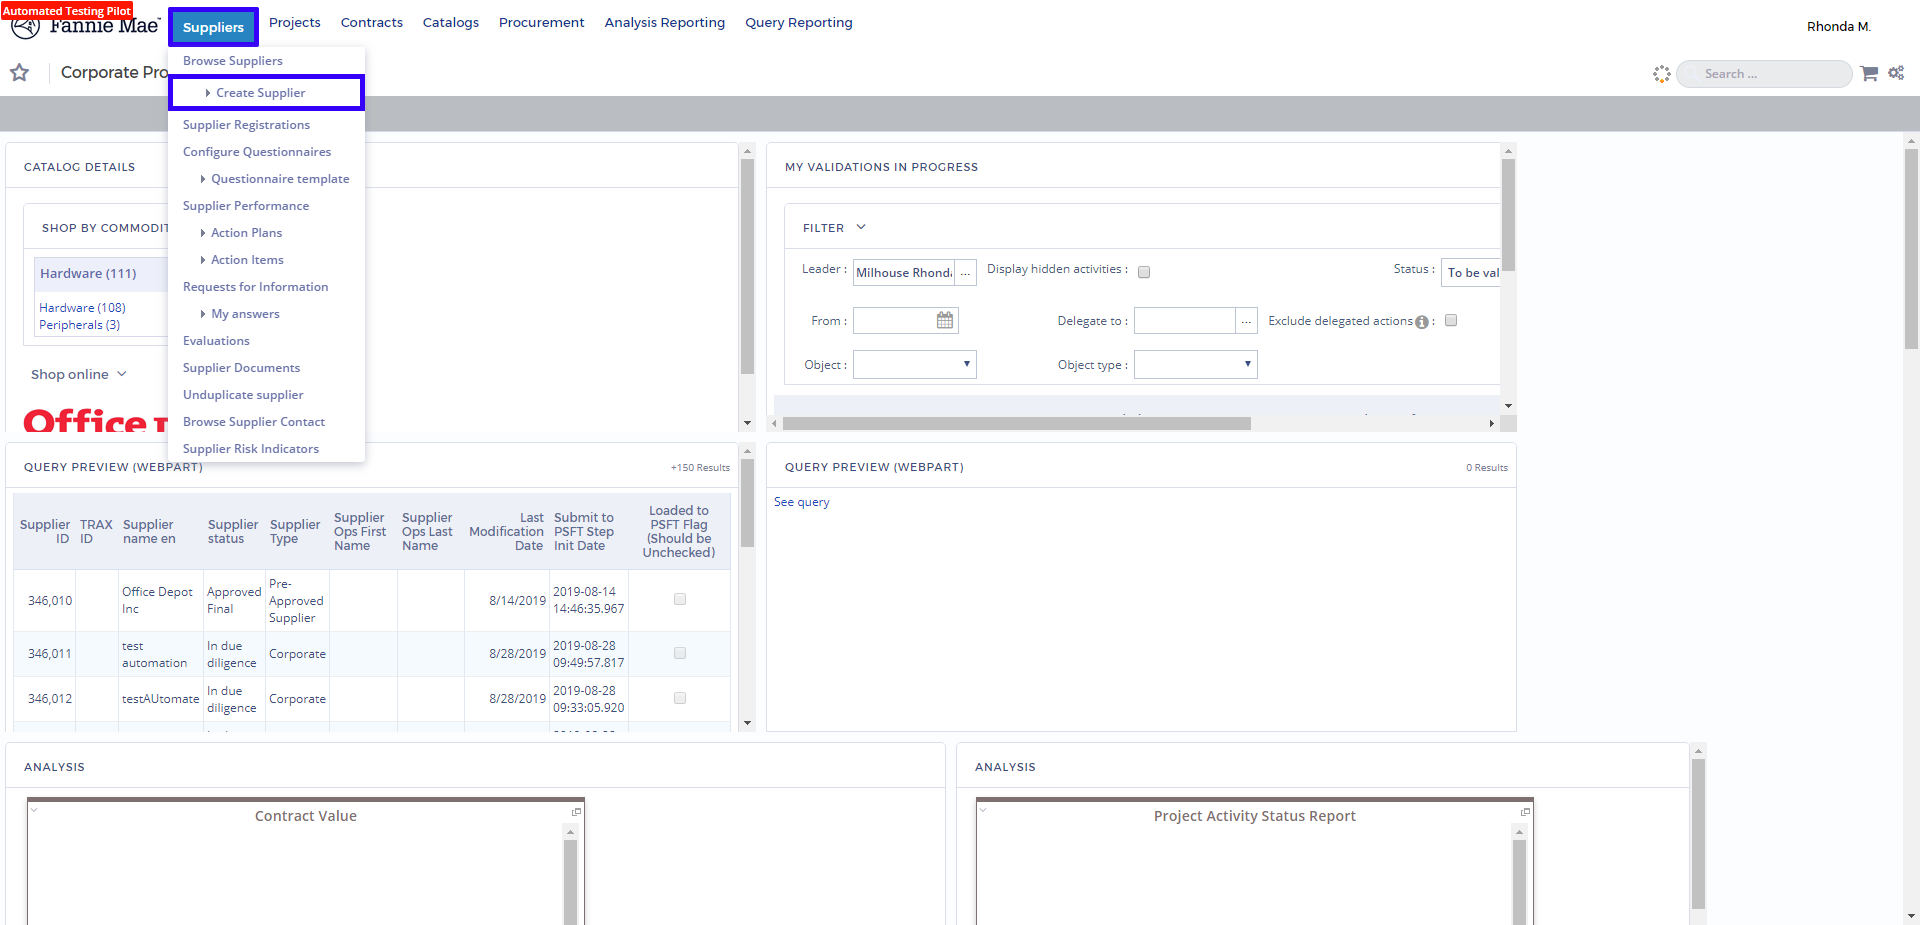 Automated Testing Pilot
Fannie Mae
Suppliers
Projects
Contracts
Catalogs
Procurement
Analysis Reporting
Query Reporting
Rhonda M.
Corporate Pro
Search ...
Browse Suppliers
Create Supplier
Supplier Registrations
Configure Questionnaires
Questionnaire template
Supplier Performance
Action Plans
Action Items
Requests for Information
My answers
Evaluations
Supplier Documents
Unduplicate supplier
Browse Supplier Contact
Supplier Risk Indicators
CATALOG DETAILS
SHOP BY COMMODIT
Hardware (111)
Hardware (108)
Peripherals (3)
Shop online
Office
MY VALIDATIONS IN PROGRESS
FILTER
Leader :
Milhouse Rhond
...
Display hidden activities :
Status :
To be val
From :
Delegate to :
...
Exclude delegated actions :
Object :
Object type :
QUERY PREVIEW (WEBPART)
+150 Results
Supplier ID
TRAX ID
Supplier name en
Supplier status
Supplier Type
Supplier Ops First Name
Supplier Ops Last Name
Last Modification Date
Submit to PSFT Step Init Date
Loaded to PSFT Flag (Should be Unchecked)
346,010
Office Depot Inc
Approved Final
Pre-Approved Supplier
8/14/2019
2019-08-14 14:46:35.967
346,011
test automation
In due diligence
Corporate
8/28/2019
2019-08-28 09:49:57.817
346,012
testAUtomate
In due diligence
Corporate
8/28/2019
2019-08-28 09:33:05.920
QUERY PREVIEW (WEBPART)
0 Results
See query
ANALYSIS
Contract Value
ANALYSIS
Project Activity Status Report